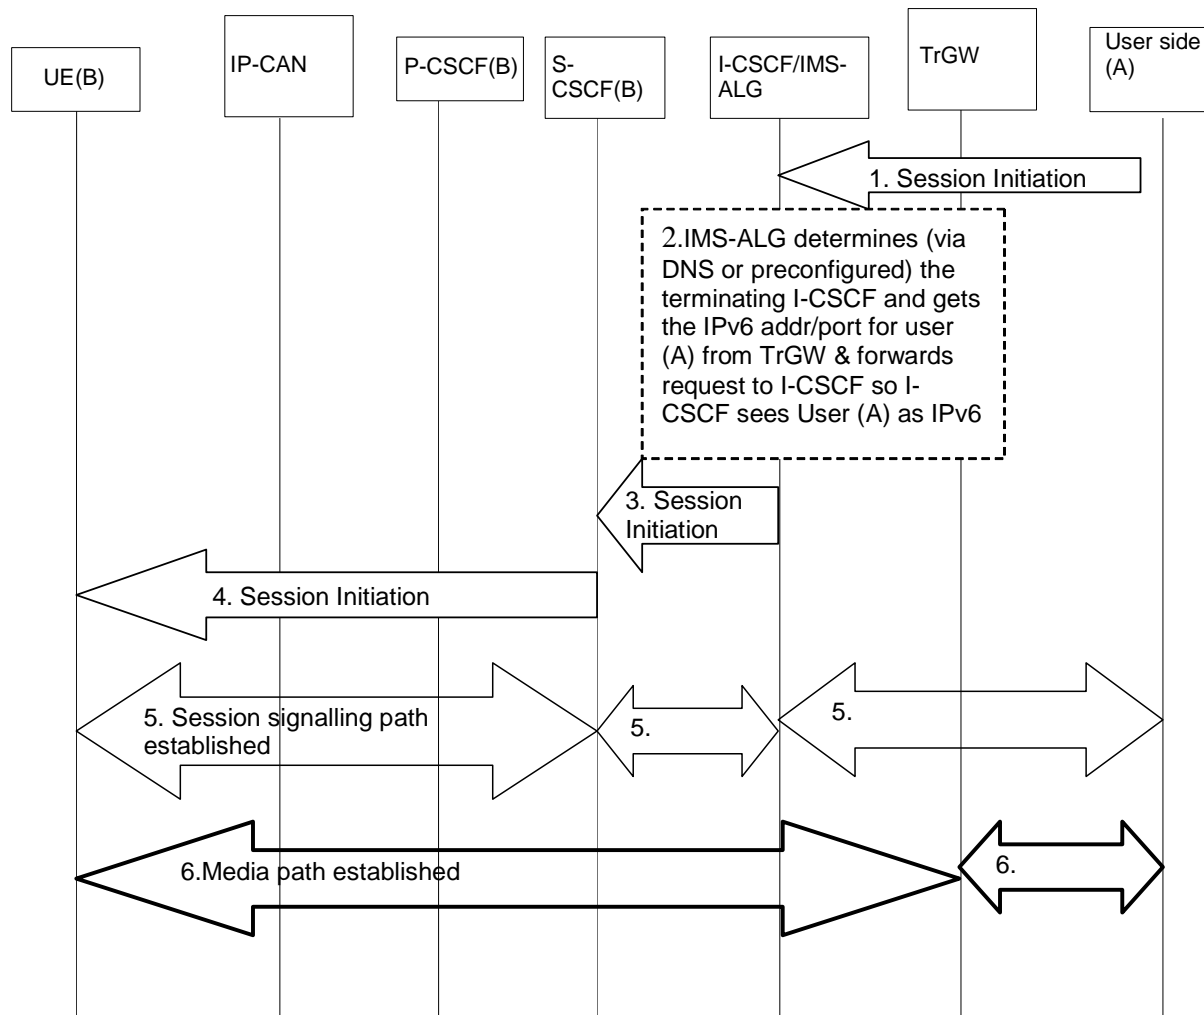 UE(B)
IP-CAN
P-CSCF(B)
S-
CSCF(B)
I-CSCF/IMS-
ALG
TrGW
User side
(A)
1. Session Initiation
2.IMS-ALG determines (via
DNS or preconfigured) the
terminating I-CSCF and gets
the IPv6 addr/port for user
(A) from TrGW & forwards
request to I-CSCF so I-
CSCF sees User (A) as IPv6
3. Session
Initiation
4. Session Initiation
5. Session signalling path
established
5.
5.
6.Media path established
6.